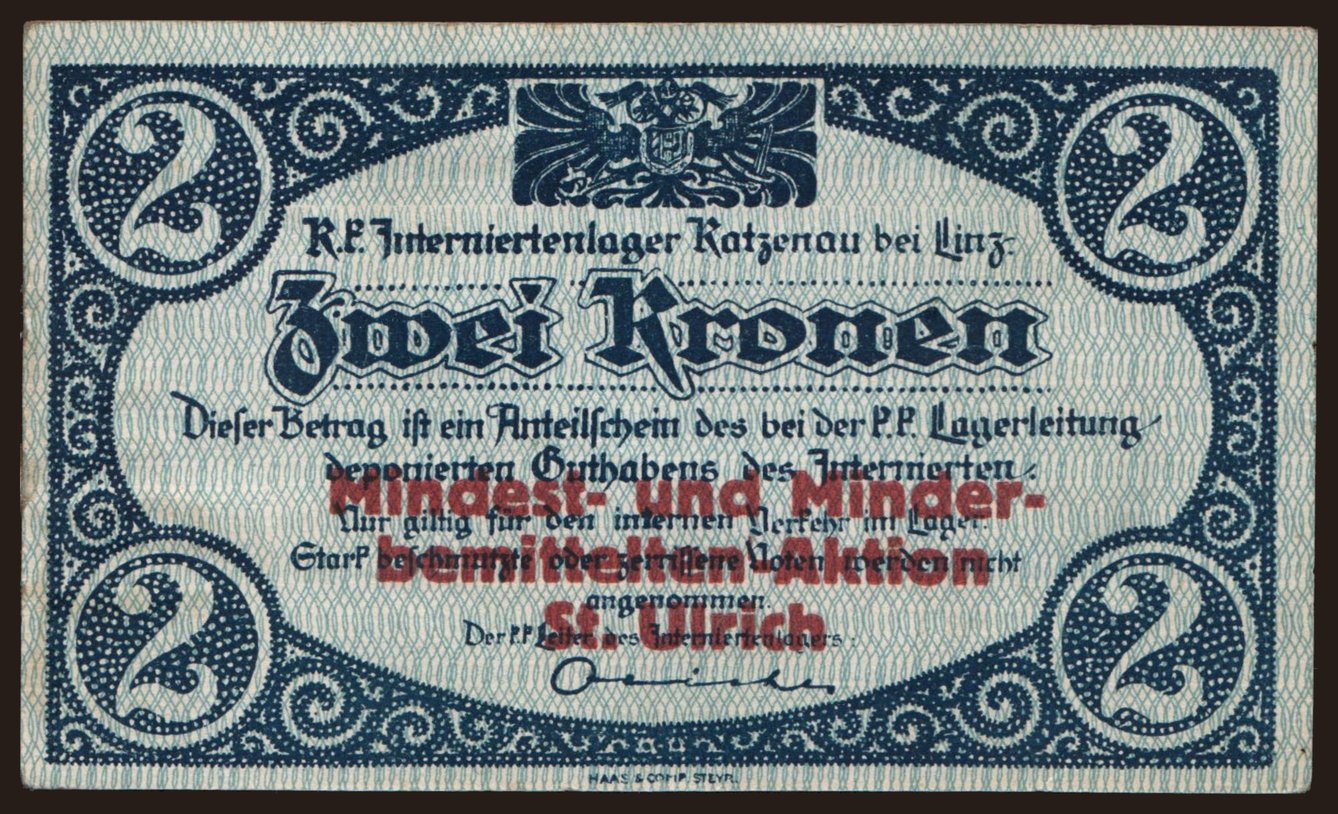 2
2
K.k. Interniertenlager Katzenau bei Linz.
Zwei Kronen
Dieser Betrag ist ein Anteilschein des bei der k.k. Lagerleitung
deponierten Guthabens des Internierten.
Mindest- und Minder-
Nur giltig für den internen Verkehr im Lager.
Stark beschmutzte oder zerrissene Noten werden nicht
bemittelten-Aktion
angenommen.
St. Ulrich
Der k.k. Leiter des Interniertenlagers:
2
2
HAAS & COMP. STEYR.